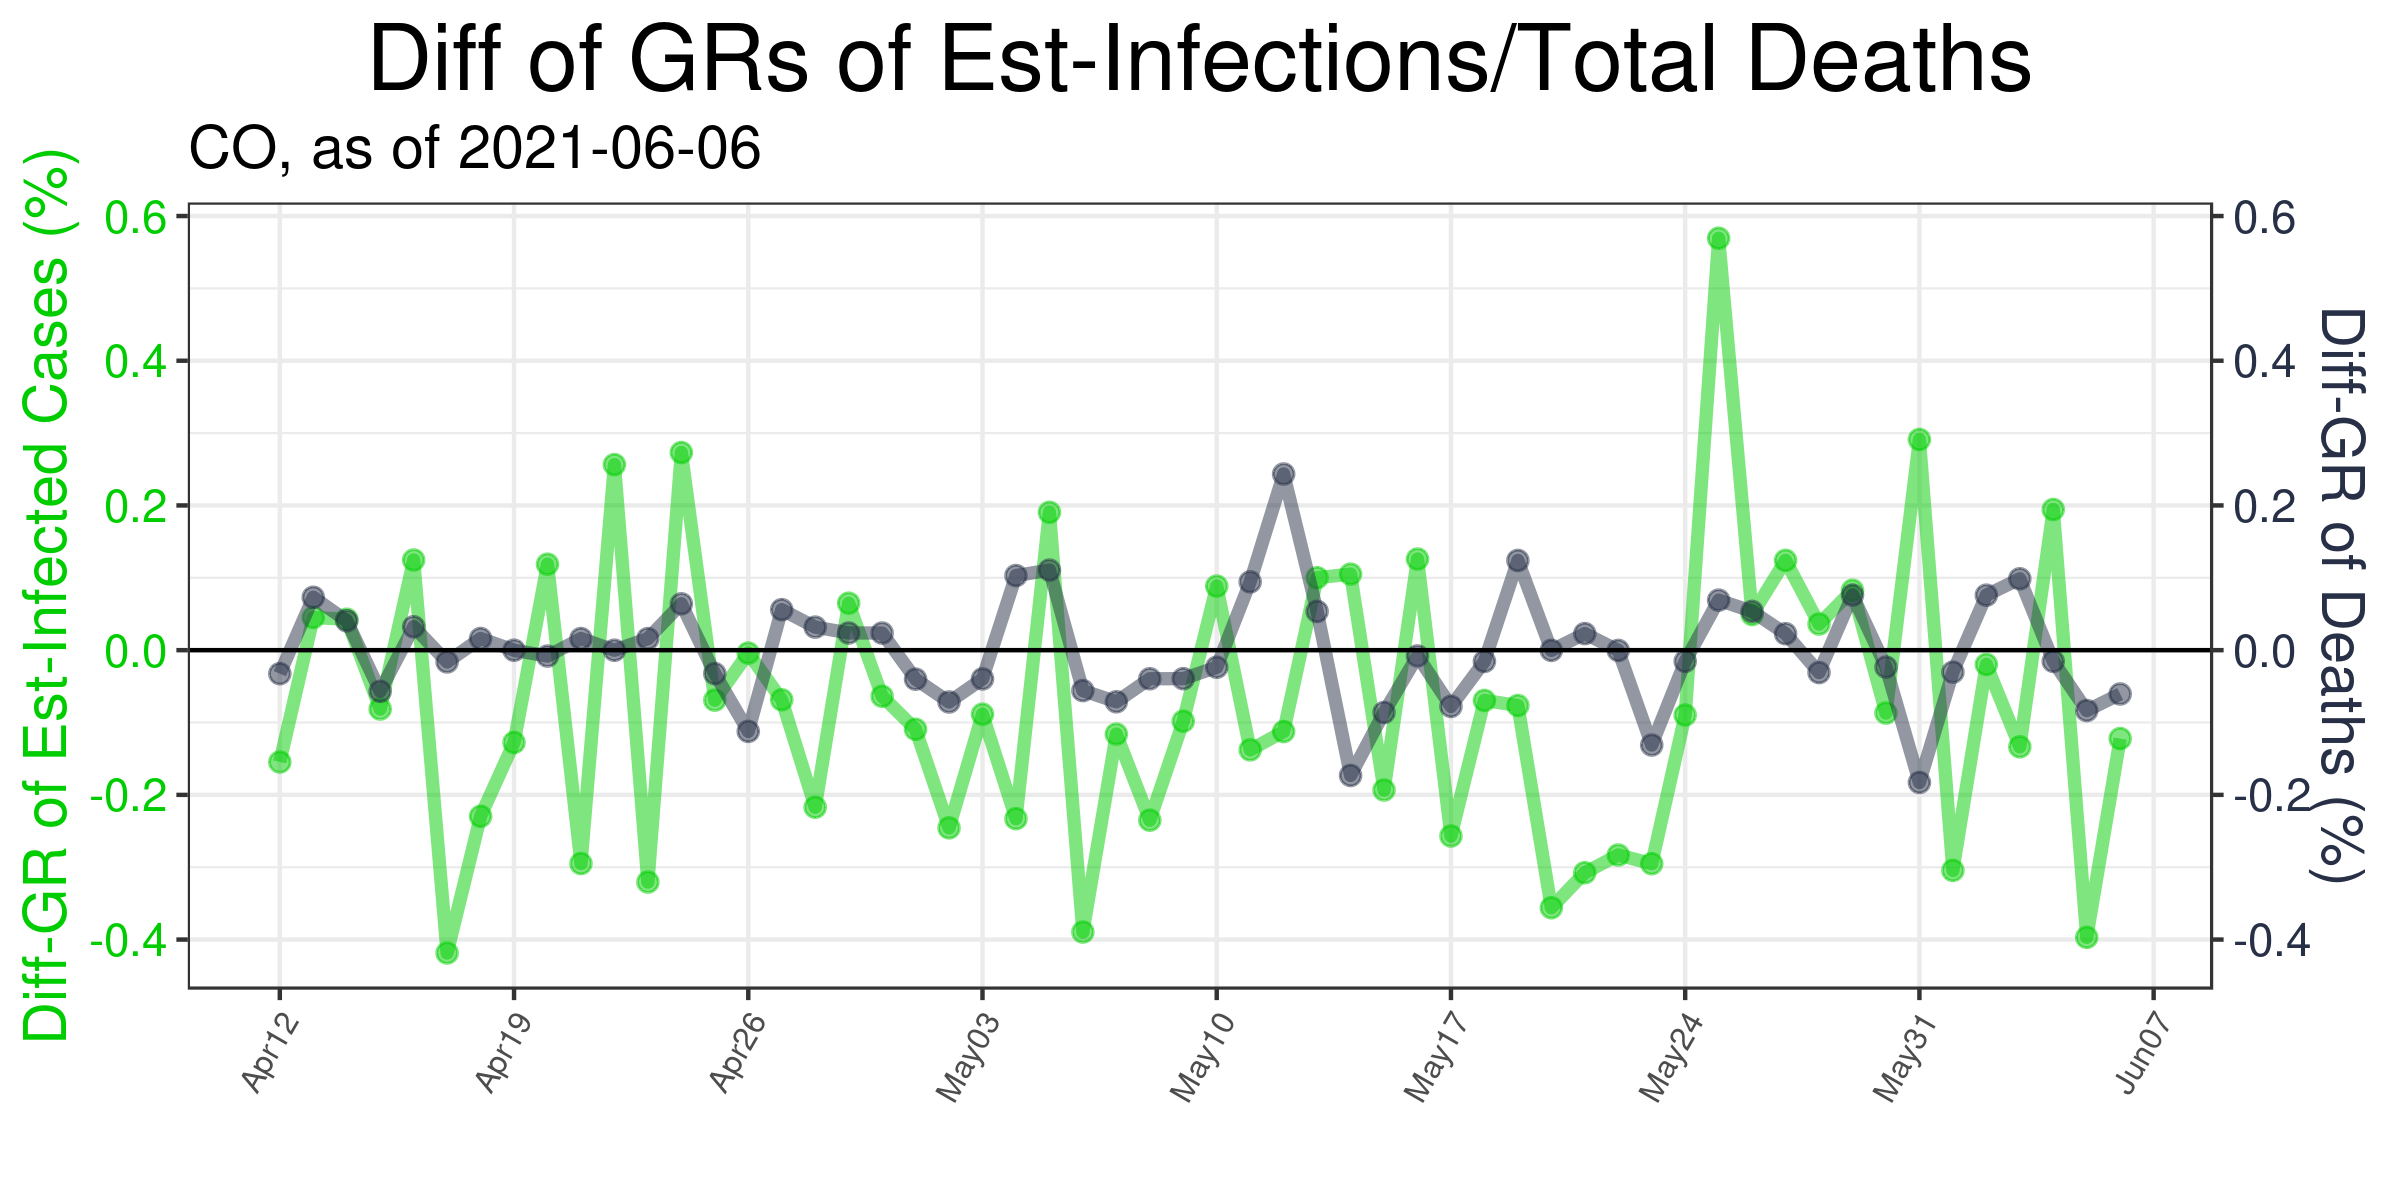 Diff of GRs of Est-Infections/Total Deaths
CO, as of 2021-06-06
Diff-GR of Est-Infected Cases (%)
0.6
0.4
0.2
0.0
-0.2
-0.4
0.6
0.4
0.2
0.0
-0.2
-0.4
Diff-GR of Deaths (%)
Apr12
Apr19
Apr26
May03
May10
May17
May24
May31
Jun07